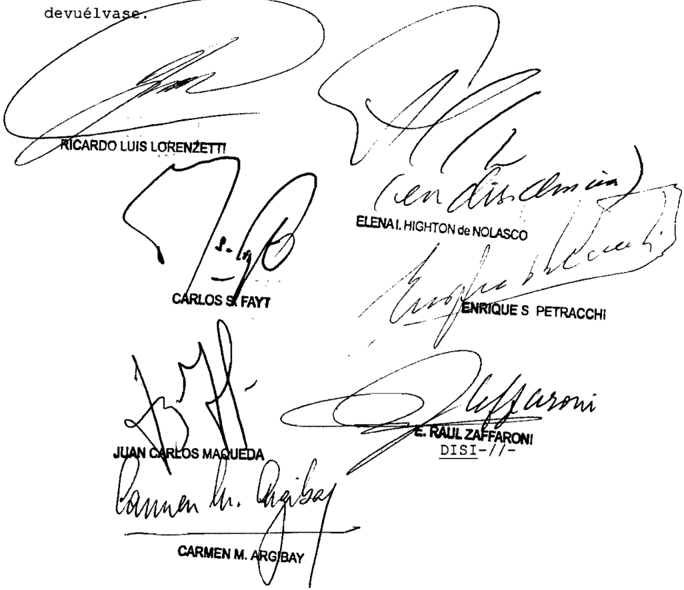 devuélvase.
RICARDO LUIS LORENZETTI
(en disidencia)
ELENA I. HIGHTON de NOLASCO
CARLOS S. FAYT
ENRIQUE S PETRACCHI
Zaffaroni
E. RAUL ZAFFARONI
DISI-//-
JUAN CARLOS MAQUEDA
Carmen M. Argibay
CARMEN M. ARGIBAY